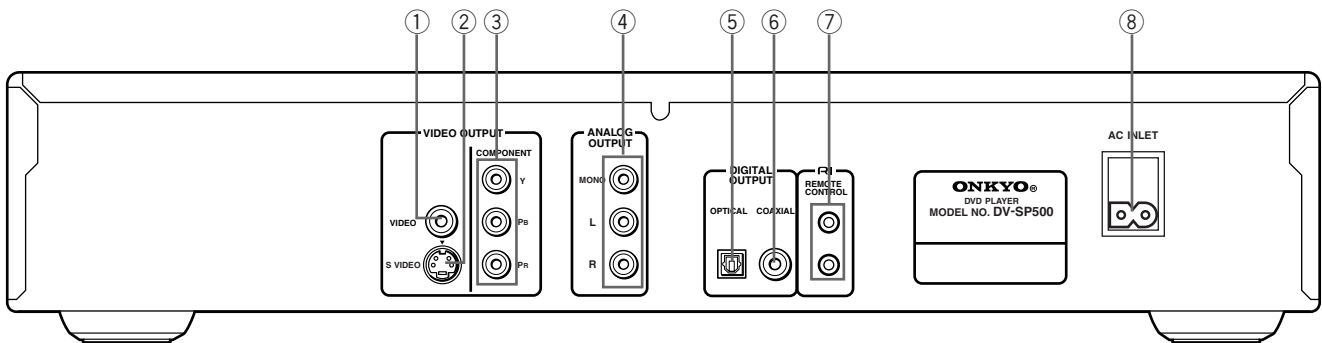 ① ② ③ ④ ⑤ ⑥ ⑦ ⑧
VIDEO OUTPUT
COMPONENT
Y
VIDEO
PB
S VIDEO
PR
ANALOG
OUTPUT
MONO
L
R
DIGITAL
OUTPUT
OPTICAL COAXIAL
RI
REMOTE
CONTROL
ONKYO®
DVD PLAYER
MODEL NO. DV-SP500
AC INLET